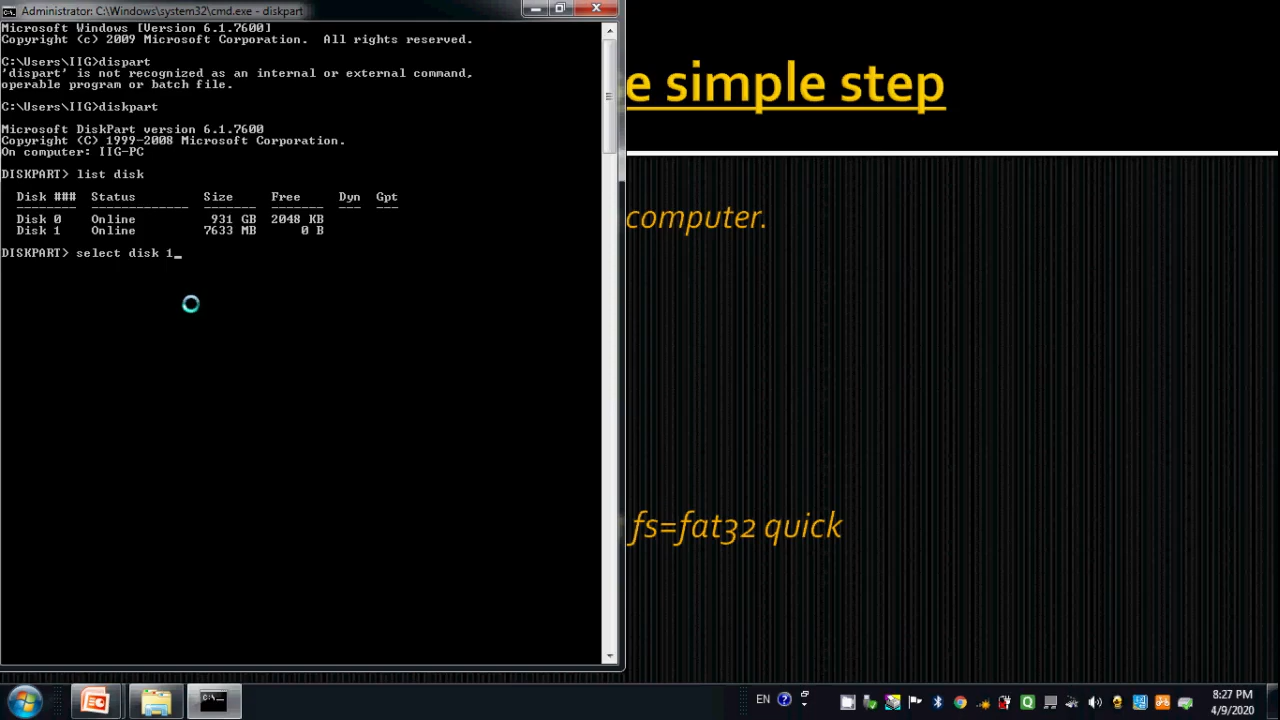 Administrator: C:\Windows\system32\cmd.exe - diskpart
Microsoft Windows [Version 6.1.7600]
Copyright (c) 2009 Microsoft Corporation.  All rights reserved.
C:\Users\IIG>dispart
'dispart' is not recognized as an internal or external command,
operable program or batch file.
C:\Users\IIG>diskpart
Microsoft DiskPart version 6.1.7600
Copyright (C) 1999-2008 Microsoft Corporation.
On computer: IIG-PC
DISKPART> list disk
Disk ###  Status  Size  Free  Dyn  Gpt
Disk 0  Online  931 GB  2048 KB
Disk 1  Online  7633 MB  0 B
DISKPART> select disk 1_
e simple step
computer.
fs=fat32 quick
EN
8:27 PM
4/9/2020